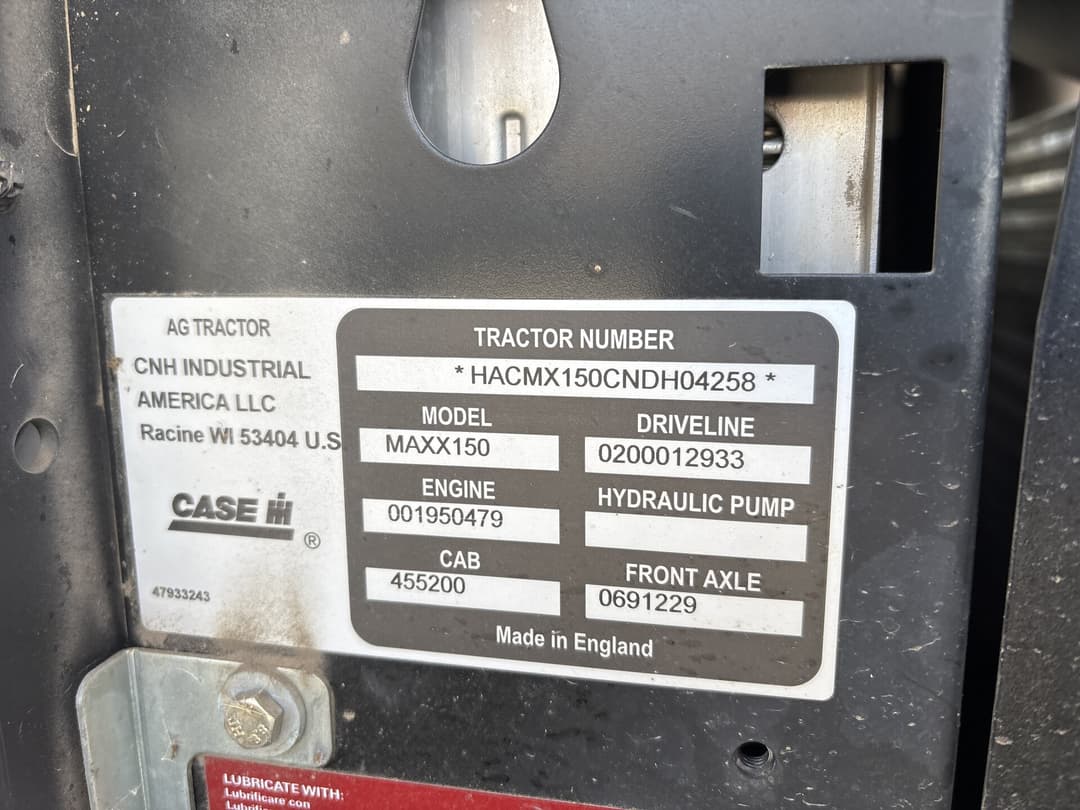 AG TRACTOR
CNH INDUSTRIAL
AMERICA LLC
Racine WI 53404 U.S
CASE IH
®
47933243
TRACTOR NUMBER
* HACMX150CNDH04258 *
MODEL
MAXX150
DRIVELINE
0200012933
ENGINE
001950479
HYDRAULIC PUMP
CAB
455200
FRONT AXLE
0691229
Made in England
LUBRICATE WITH:
Lubrificare con